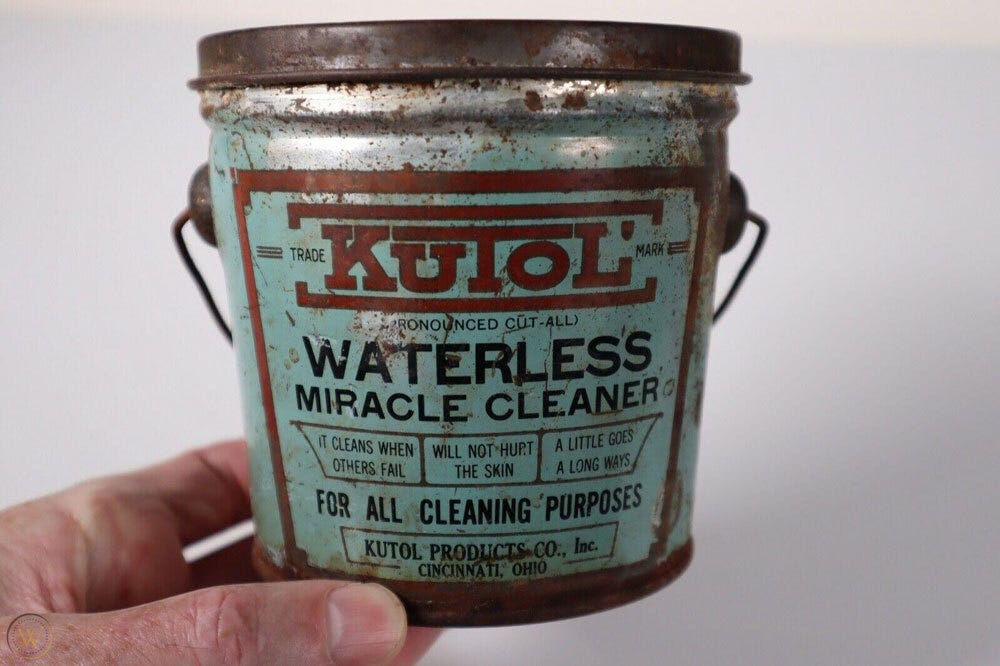 TRADE KUTOL MARK
(PRONOUNCED CŪT-ALL)
WATERLESS
MIRACLE CLEANER
IT CLEANS WHEN
OTHERS FAIL
WILL NOT HURT
THE SKIN
A LITTLE GOES
A LONG WAYS
FOR ALL CLEANING PURPOSES
KUTOL PRODUCTS CO., Inc.
CINCINNATI, OHIO